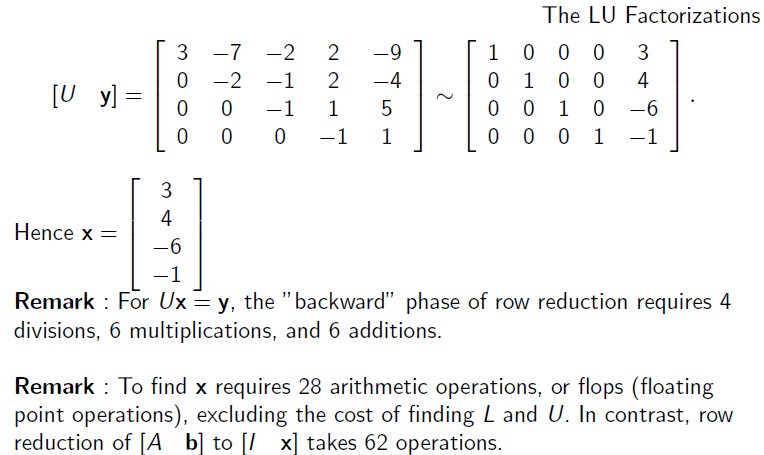 The LU Factorizations
[U y] = [ 3 −7 −2 2 −9 ] ∼ [ 1 0 0 0 3 ] .
[ 0 −2 −1 2 −4 ] [ 0 1 0 0 4 ]
[ 0 0 −1 1 5 ] [ 0 0 1 0 −6 ]
[ 0 0 0 −1 1 ] [ 0 0 0 1 −1 ]
Hence x = [ 3 ]
[ 4 ]
[ −6 ]
[ −1 ]
Remark : For Ux = y, the ”backward” phase of row reduction requires 4
divisions, 6 multiplications, and 6 additions.
Remark : To find x requires 28 arithmetic operations, or flops (floating
point operations), excluding the cost of finding L and U. In contrast, row
reduction of [A b] to [I x] takes 62 operations.